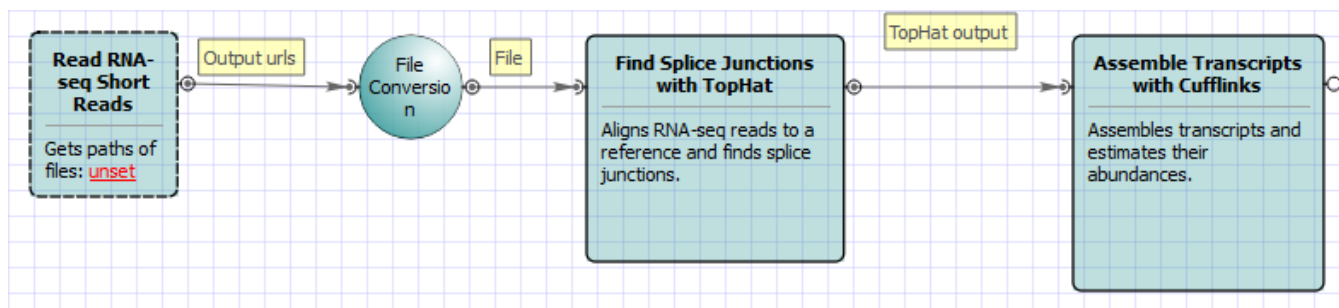 Read RNA-
seq Short
Reads
Gets paths of
files: unset
Output urls
File
Conversio
n
File
Find Splice Junctions
with TopHat
Aligns RNA-seq reads to a
reference and finds splice
junctions.
TopHat output
Assemble Transcripts
with Cufflinks
Assembles transcripts and
estimates their
abundances.